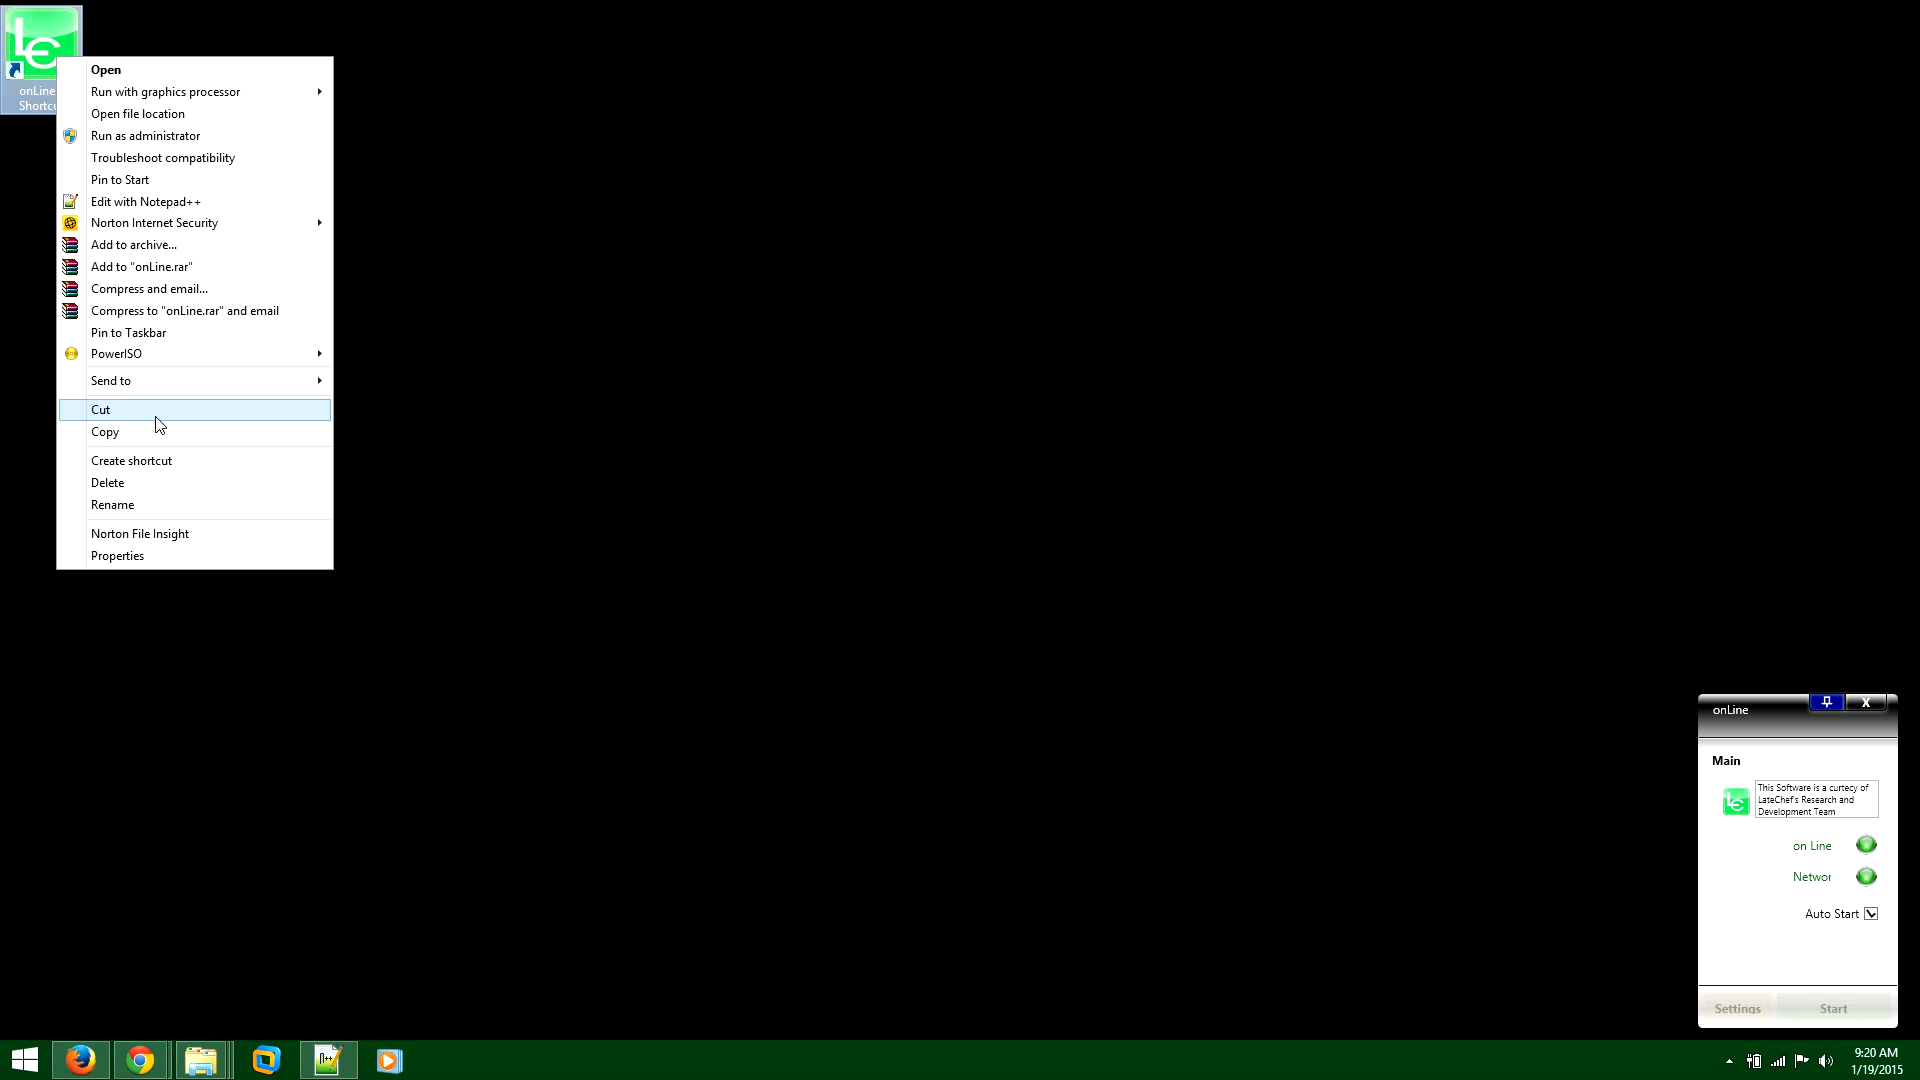 onLine
Shortcu
Open
Run with graphics processor
Open file location
Run as administrator
Troubleshoot compatibility
Pin to Start
Edit with Notepad++
Norton Internet Security
Add to archive...
Add to "onLine.rar"
Compress and email...
Compress to "onLine.rar" and email
Pin to Taskbar
PowerISO
Send to
Cut
Copy
Create shortcut
Delete
Rename
Norton File Insight
Properties
onLine
X
Main
This Software is a curtecy of
LateChef's Research and
Development Team
on Line
Networ
Auto Start
Settings Start
9:20 AM
1/19/2015